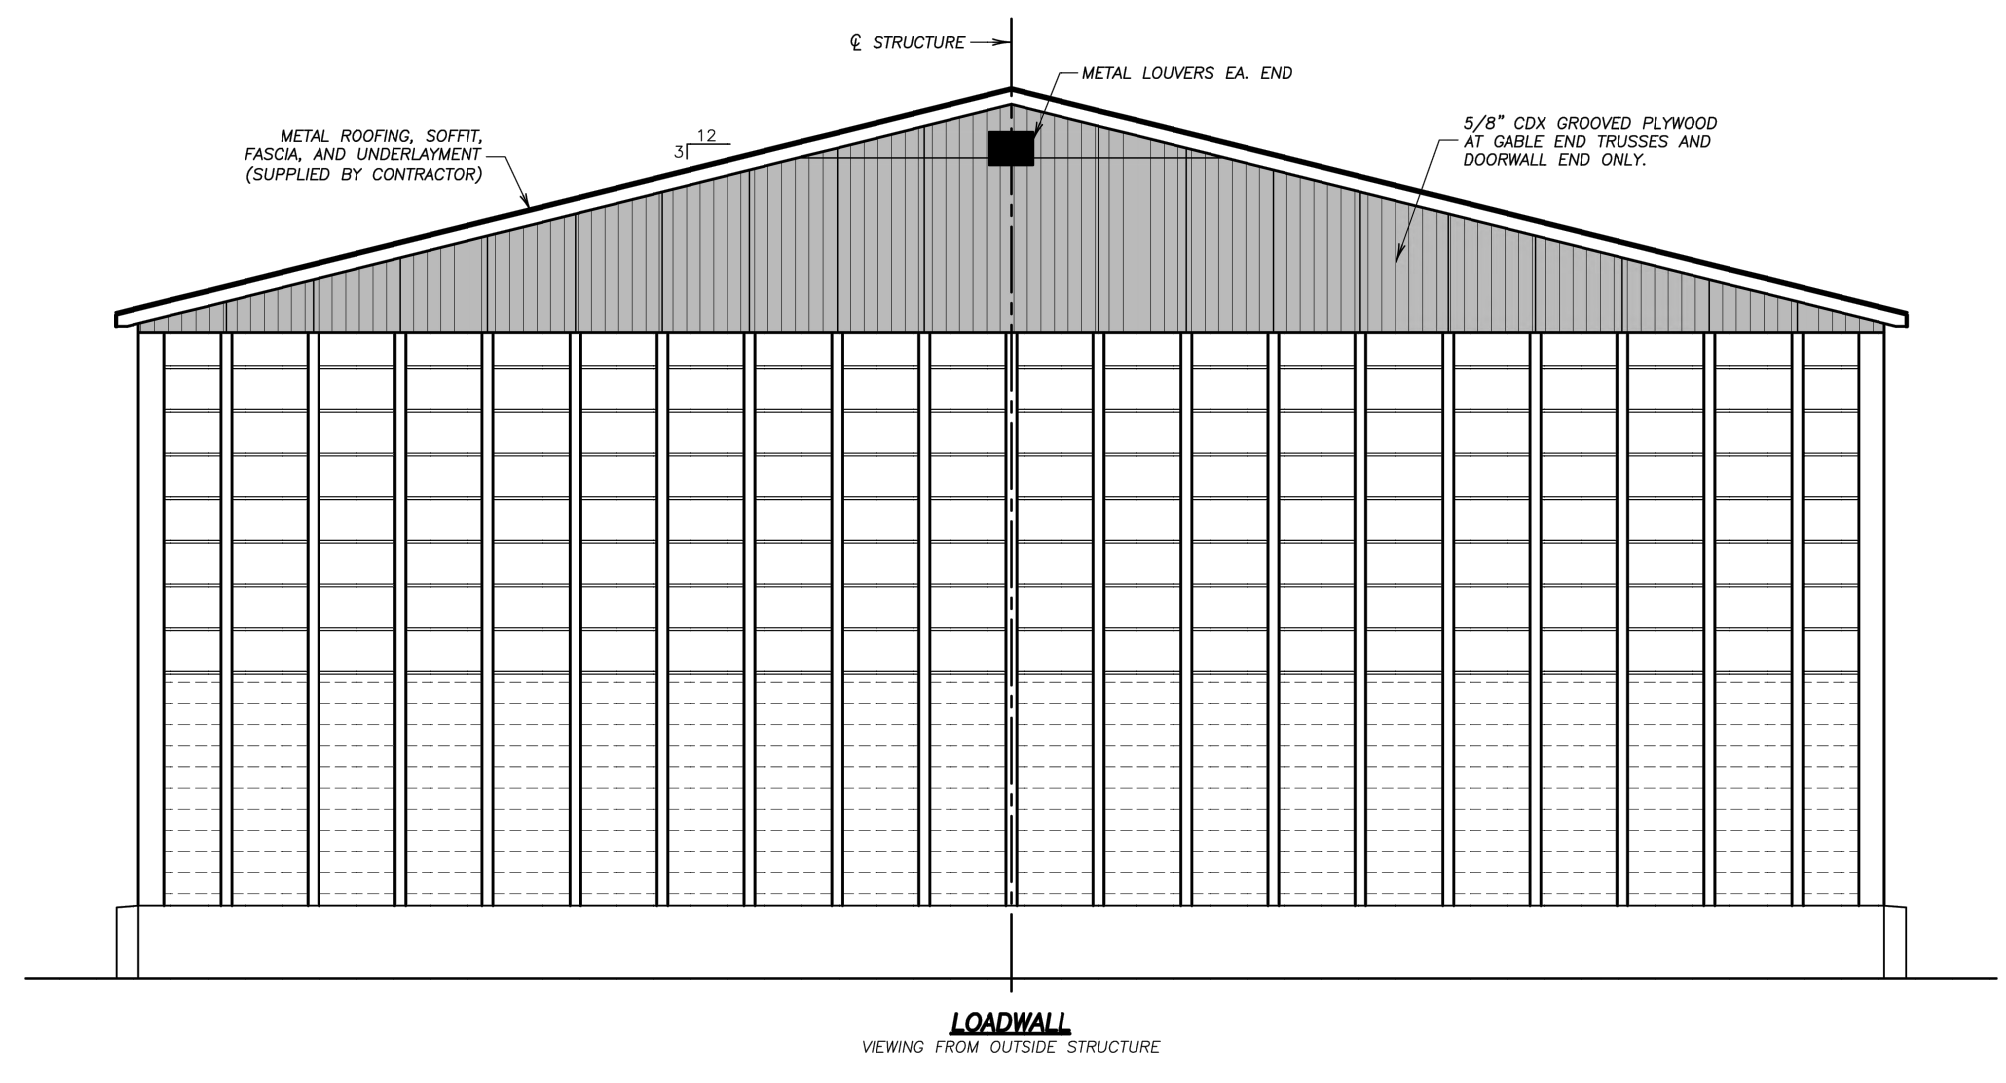 ℄ STRUCTURE
METAL LOUVERS EA. END
METAL ROOFING, SOFFIT,
FASCIA, AND UNDERLAYMENT
(SUPPLIED BY CONTRACTOR)
12
3
5/8" CDX GROOVED PLYWOOD
AT GABLE END TRUSSES AND
DOORWALL END ONLY.
LOADWALL
VIEWING FROM OUTSIDE STRUCTURE